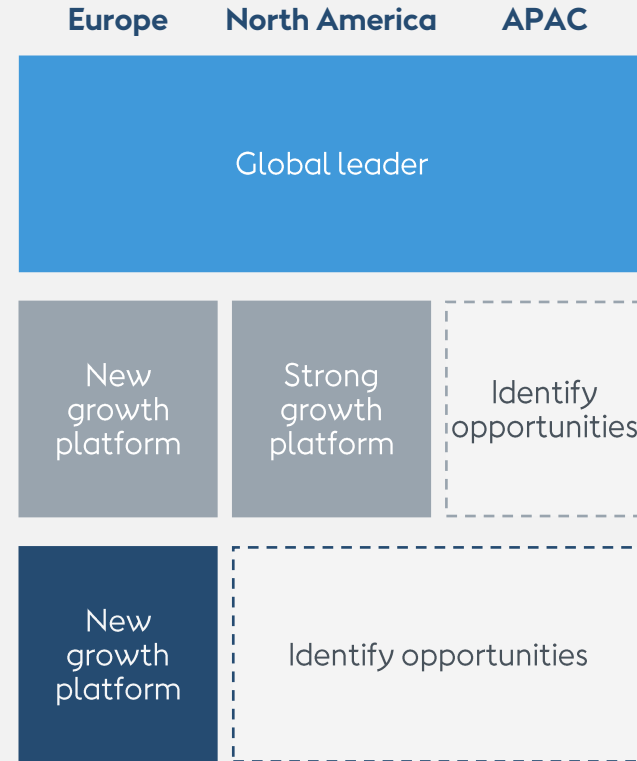 Europe North America APAC
Global leader
New
growth
platform
Strong
growth
platform
Identify
opportunities
New
growth
platform
Identify opportunities